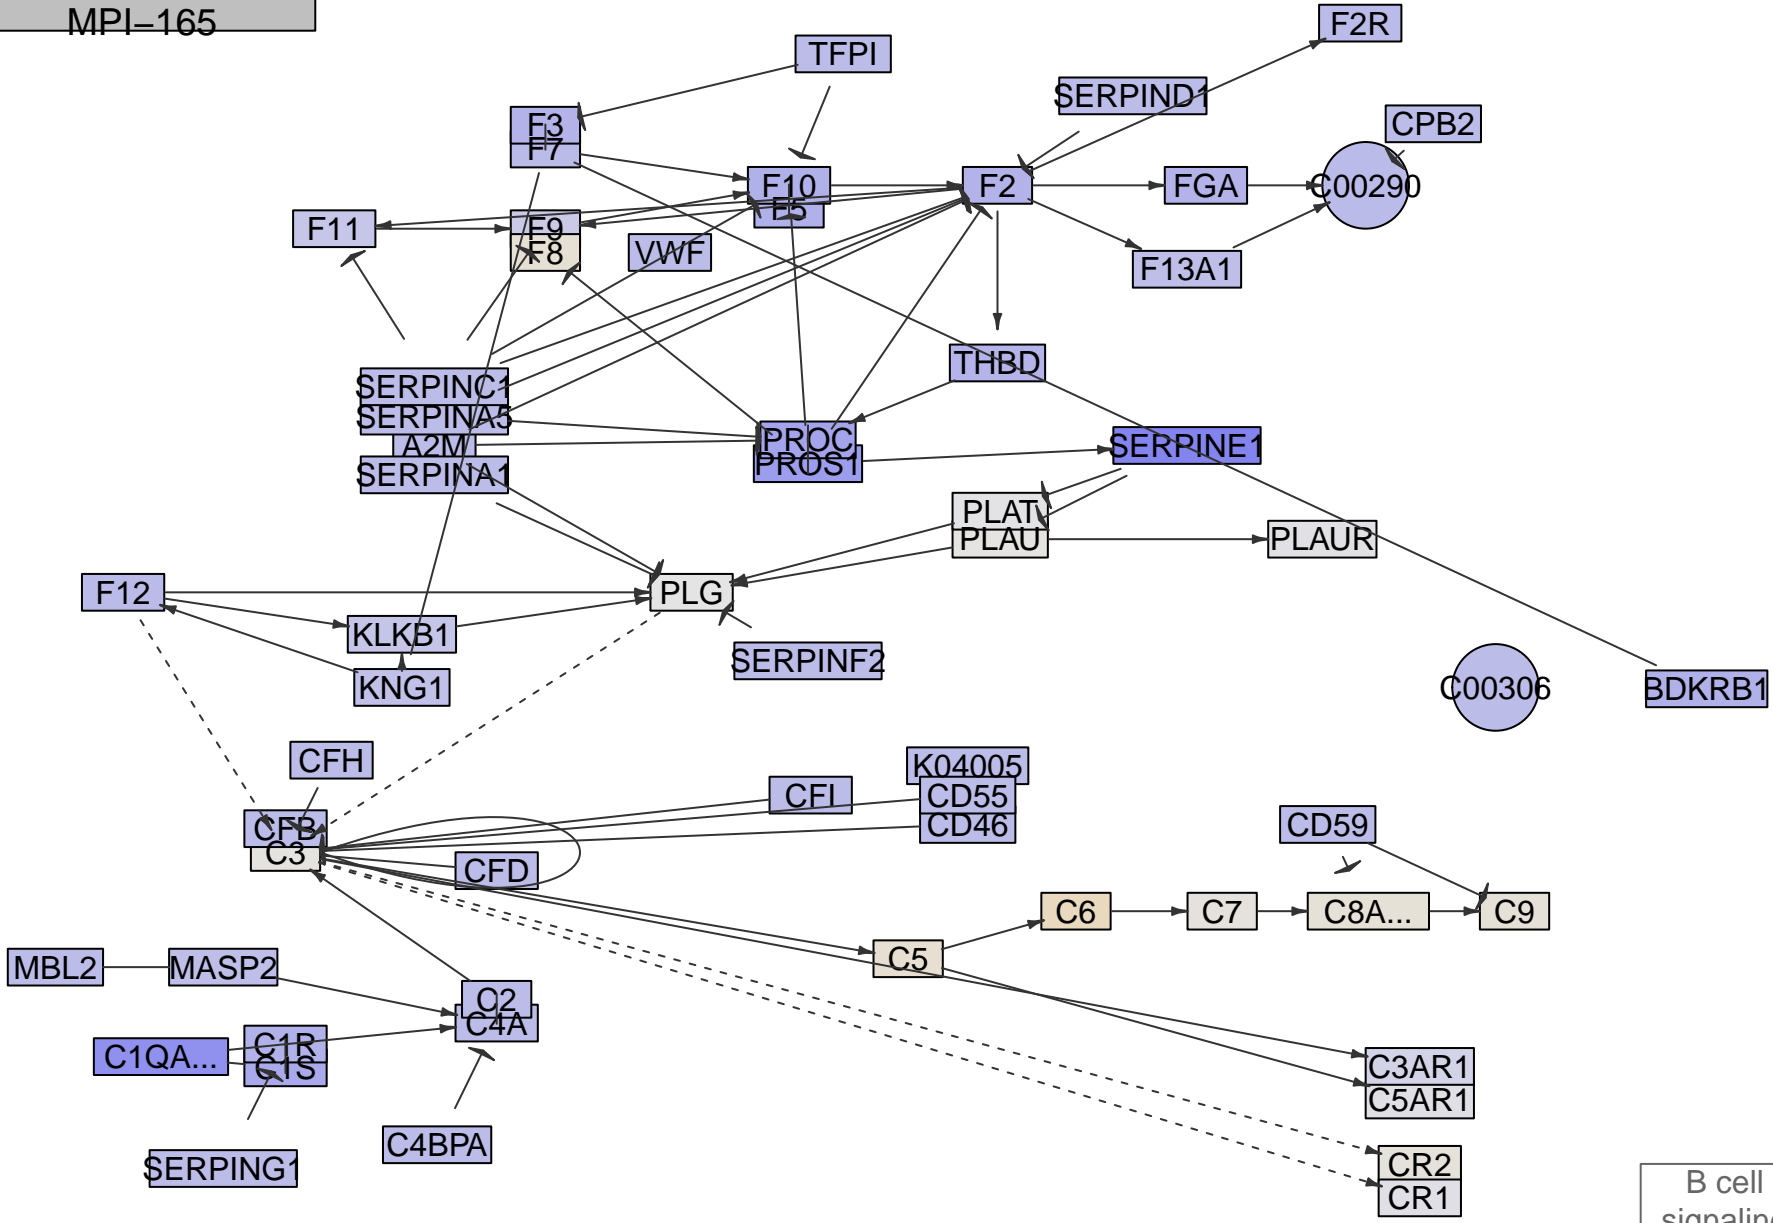 MPI–165
F2R
TFPI
SERPIND1
CPB2
F3
F7
F10
F5
F2
FGA
C00290
F11
F9
F8
VWF
F13A1
THBD
SERPINC1
SERPINA5
A2M
SERPINA1
PROC
PROS1
SERPINE1
PLAT
PLAU
PLAUR
F12
PLG
KLKB1
SERPINF2
KNG1
C00306
BDKRB1
CFH
K04005
CFI
CD55
CD46
CFB
C3
CD59
CFD
C6
C7
C8A...
C9
C5
MBL2
MASP2
C2
C4A
C1QA...
C1R
C1S
C3AR1
C5AR1
C4BPA
SERPING1
CR2
CR1
B cell
signaling